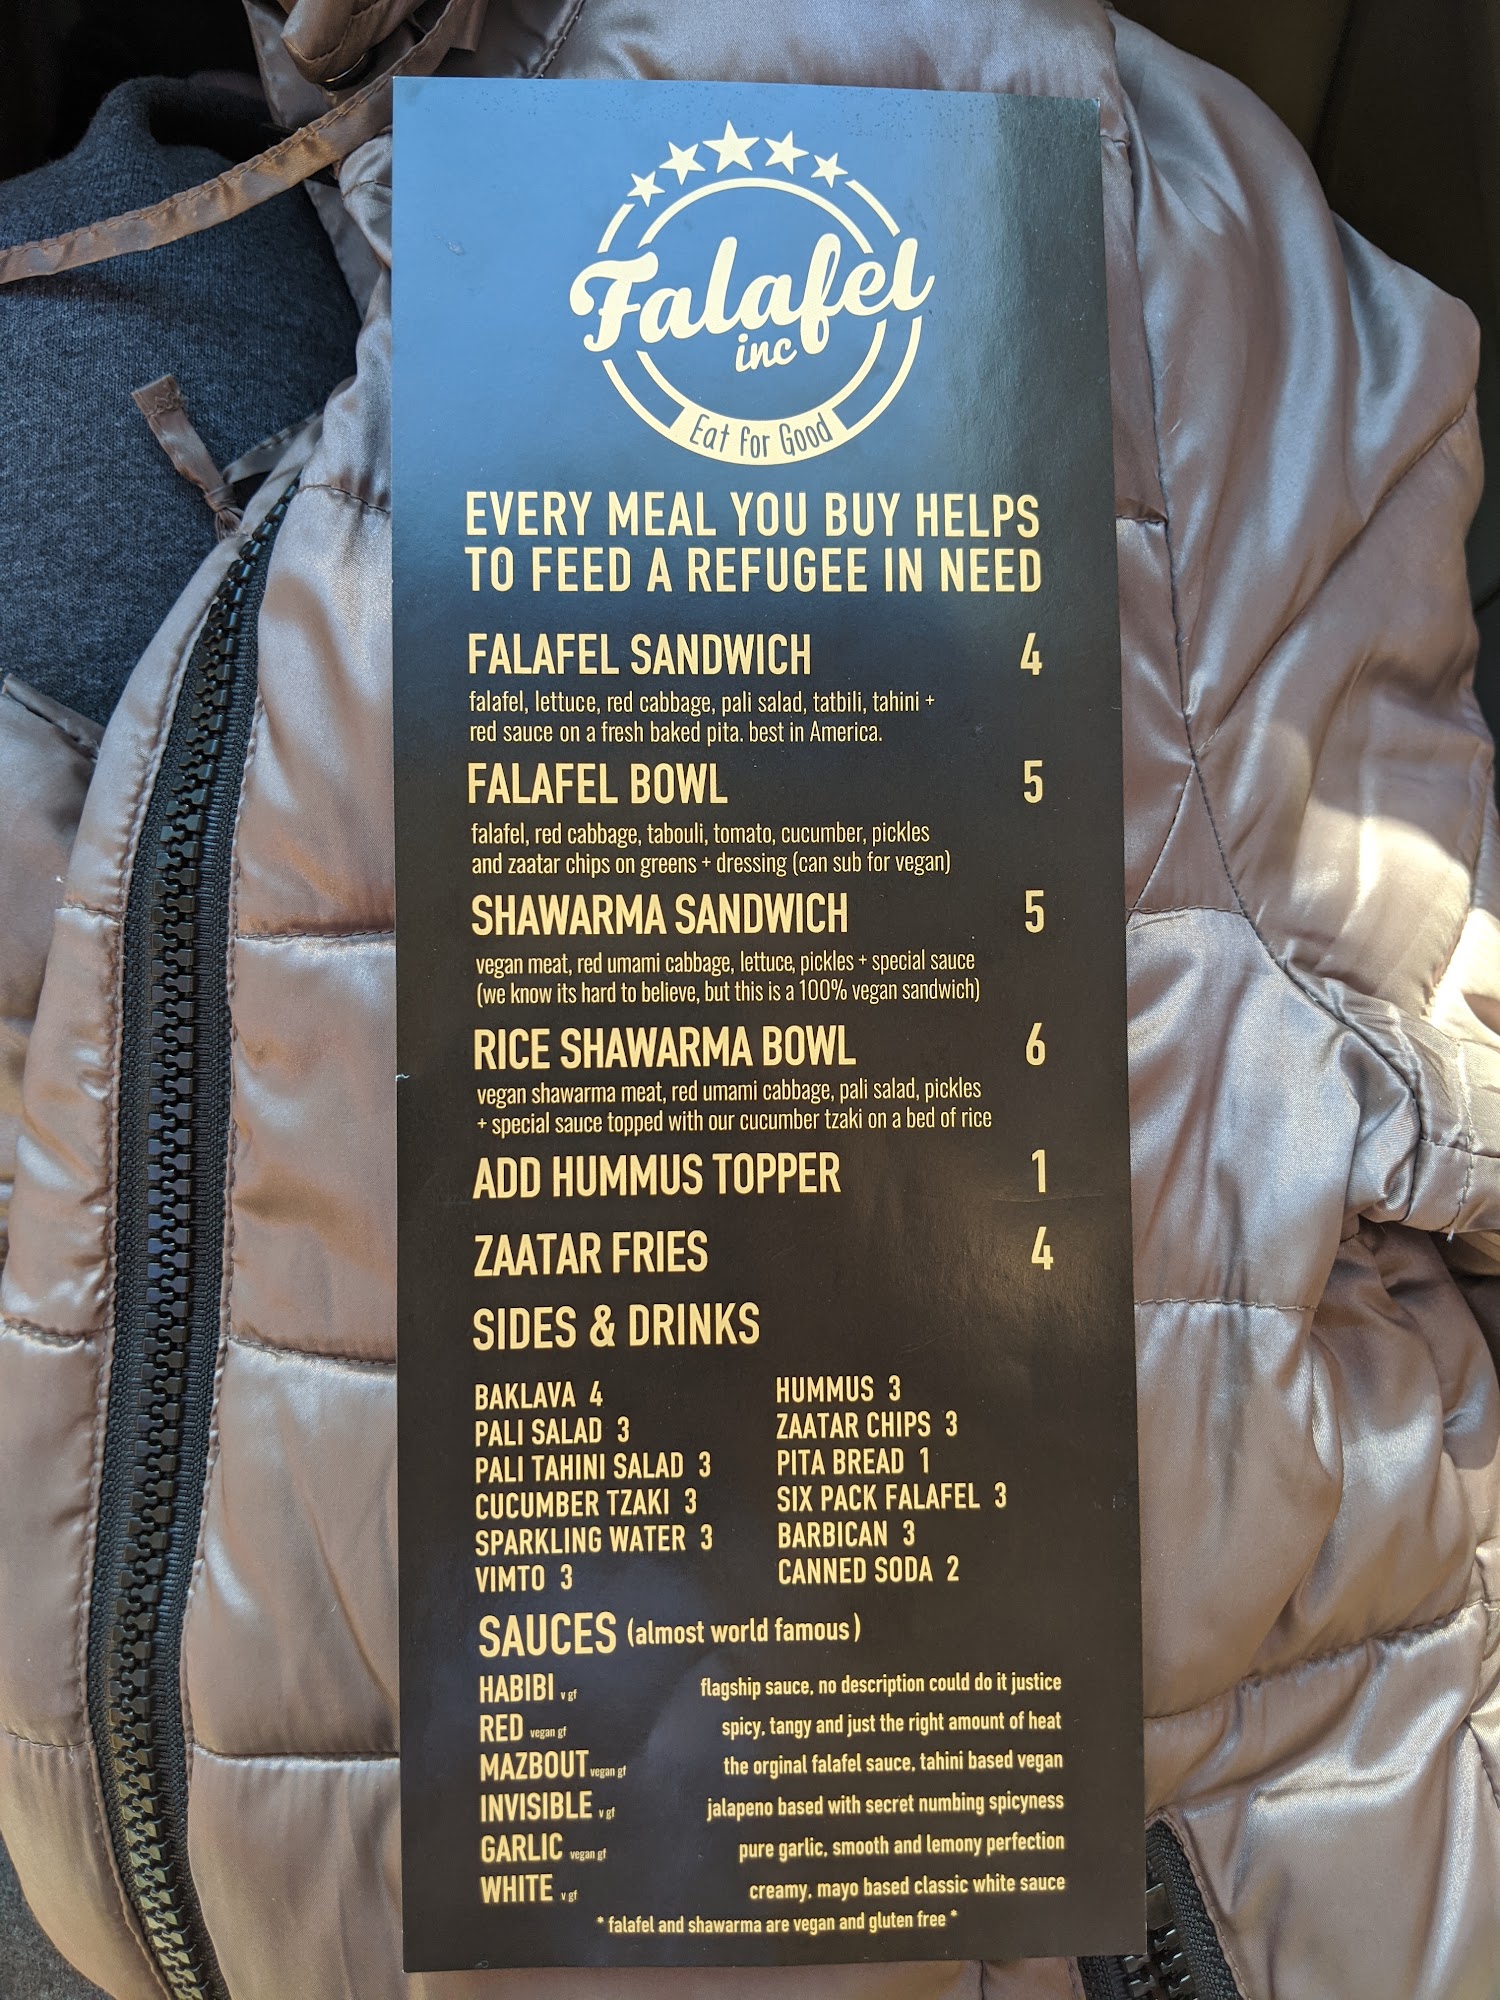 Falafel
inc
Eat for Good
EVERY MEAL YOU BUY HELPS
TO FEED A REFUGEE IN NEED
FALAFEL SANDWICH 4
falafel, lettuce, red cabbage, pali salad, tatbili, tahini +
red sauce on a fresh baked pita. best in America.
FALAFEL BOWL 5
falafel, red cabbage, tabouli, tomato, cucumber, pickles
and zaatar chips on greens + dressing (can sub for vegan)
SHAWARMA SANDWICH 5
vegan meat, red umami cabbage, lettuce, pickles + special sauce
(we know its hard to believe, but this is a 100% vegan sandwich)
RICE SHAWARMA BOWL 6
vegan shawarma meat, red umami cabbage, pali salad, pickles
+ special sauce topped with our cucumber tzaki on a bed of rice
ADD HUMMUS TOPPER 1
ZAATAR FRIES 4
SIDES & DRINKS
BAKLAVA 4
PALI SALAD 3
PALI TAHINI SALAD 3
CUCUMBER TZAKI 3
SPARKLING WATER 3
VIMTO 3
HUMMUS 3
ZAATAR CHIPS 3
PITA BREAD 1
SIX PACK FALAFEL 3
BARBICAN 3
CANNED SODA 2
SAUCES (almost world famous)
HABIBI v gf flagship sauce, no description could do it justice
RED vegan gf spicy, tangy and just the right amount of heat
MAZBOUT vegan gf the orginal falafel sauce, tahini based vegan
INVISIBLE v gf jalapeno based with secret numbing spicyness
GARLIC vegan gf pure garlic, smooth and lemony perfection
WHITE v gf creamy, mayo based classic white sauce
* falafel and shawarma are vegan and gluten free *